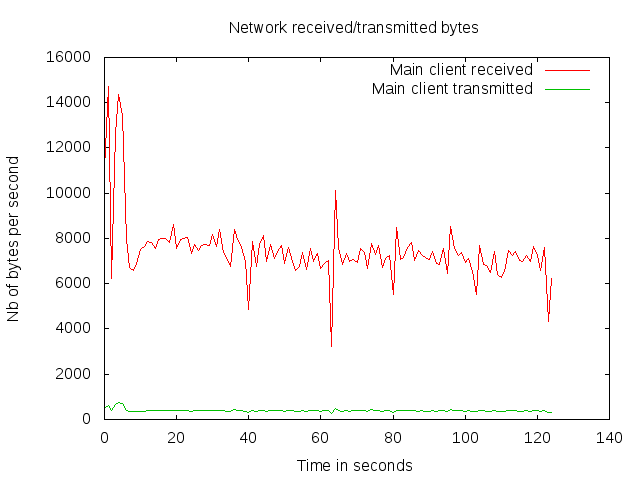 Network received/transmitted bytes
16000
14000
12000
10000
8000
6000
4000
2000
0
Nb of bytes per second
Main client received
Main client transmitted
0 20 40 60 80 100 120 140
Time in seconds